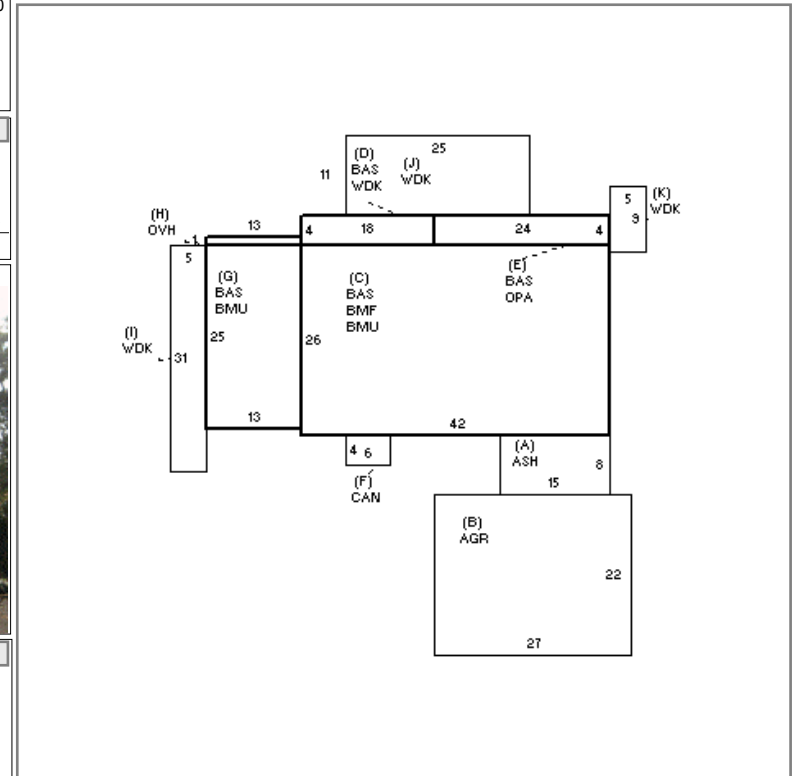 25
(D)
BAS
WDK
(J)
WDK
11
5
9
(K)
WDK
(H)
OVH
1
13
4
18
24
4
5
(G)
BAS
BMU
(C)
BAS
BMF
BMU
(E)
BAS
OPA
(I)
WDK
31
25
26
13
42
4
6
(F)
CAN
(A)
ASH
8
15
(B)
AGR
22
27